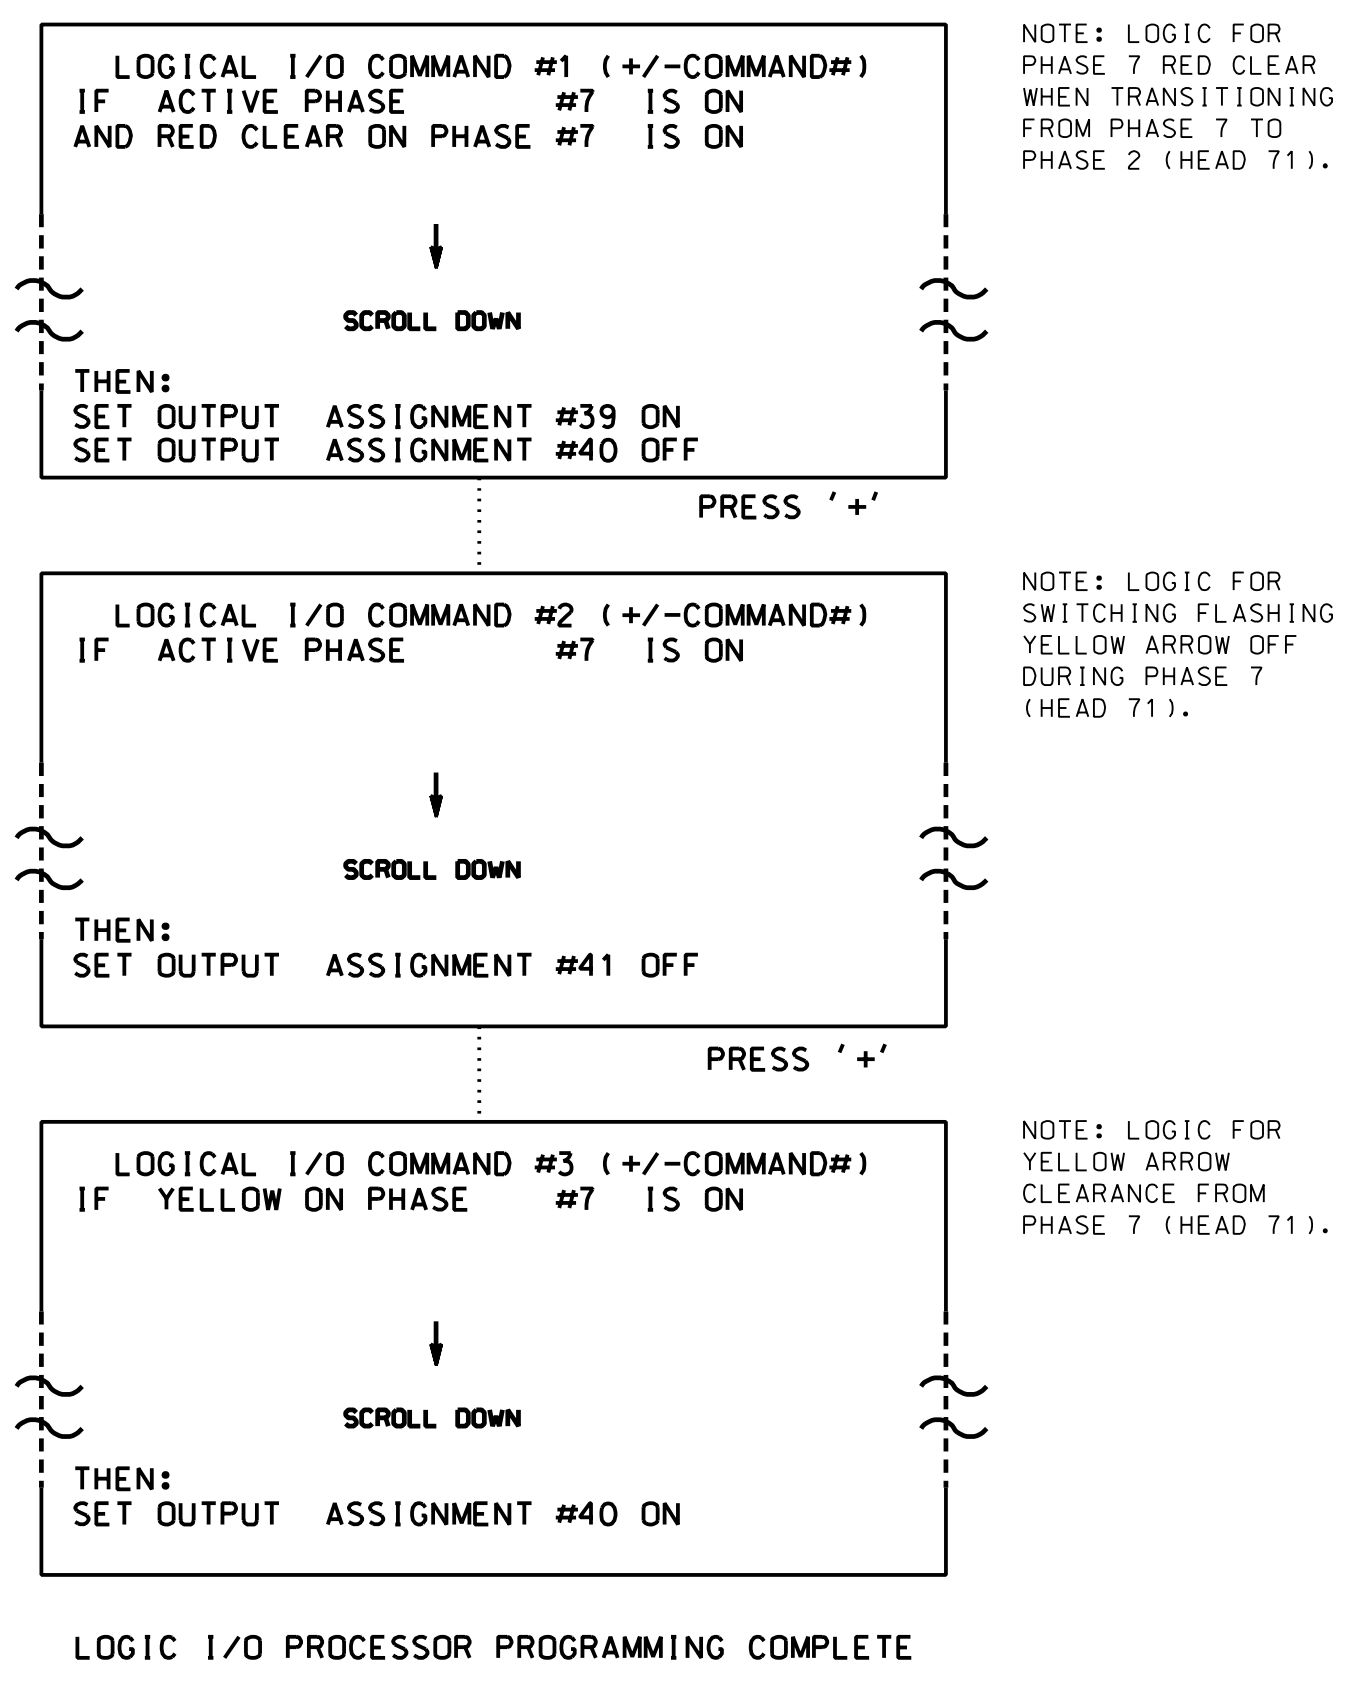 LOGICAL I/O COMMAND #1 (+/-COMMAND#)
IF ACTIVE PHASE #7 IS ON
AND RED CLEAR ON PHASE #7 IS ON
SCROLL DOWN
THEN:
SET OUTPUT ASSIGNMENT #39 ON
SET OUTPUT ASSIGNMENT #40 OFF
NOTE: LOGIC FOR
PHASE 7 RED CLEAR
WHEN TRANSITIONING
FROM PHASE 7 TO
PHASE 2 (HEAD 71).
PRESS '+'
LOGICAL I/O COMMAND #2 (+/-COMMAND#)
IF ACTIVE PHASE #7 IS ON
SCROLL DOWN
THEN:
SET OUTPUT ASSIGNMENT #41 OFF
NOTE: LOGIC FOR
SWITCHING FLASHING
YELLOW ARROW OFF
DURING PHASE 7
(HEAD 71).
PRESS '+'
LOGICAL I/O COMMAND #3 (+/-COMMAND#)
IF YELLOW ON PHASE #7 IS ON
SCROLL DOWN
THEN:
SET OUTPUT ASSIGNMENT #40 ON
NOTE: LOGIC FOR
YELLOW ARROW
CLEARANCE FROM
PHASE 7 (HEAD 71).
LOGIC I/O PROCESSOR PROGRAMMING COMPLETE